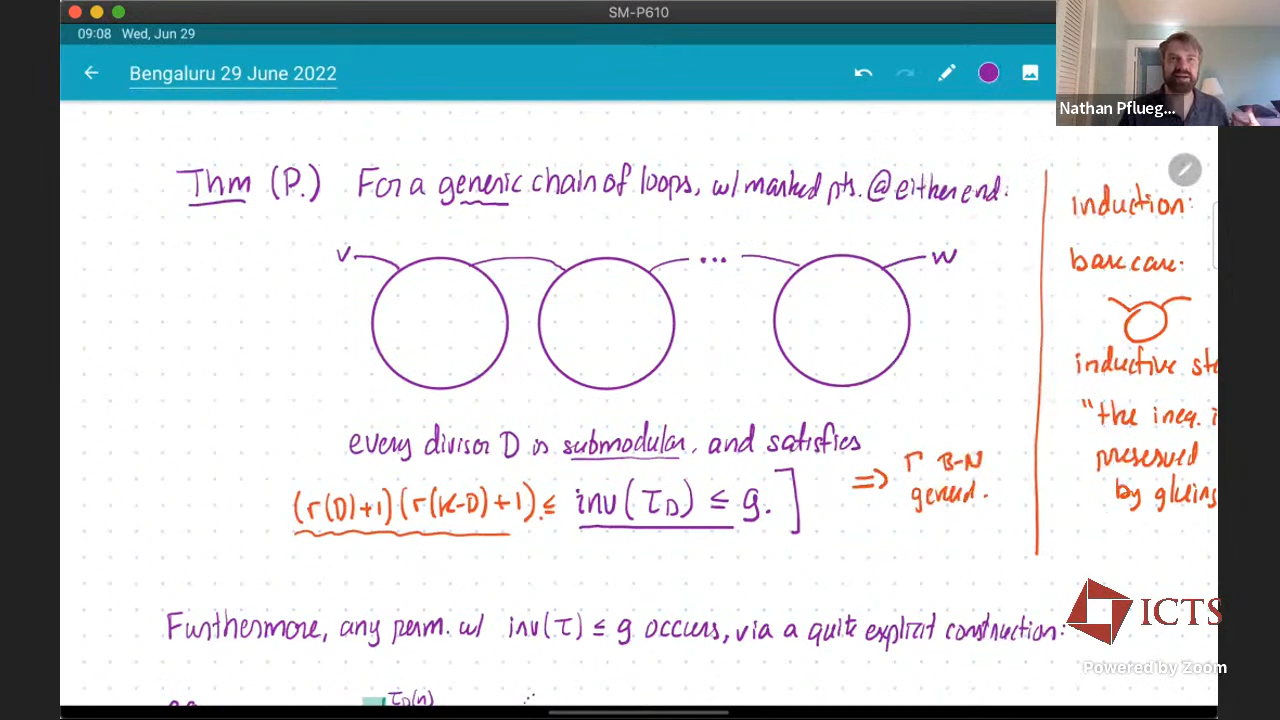 SM-P610
09:08 Wed, Jun 29
Bengaluru 29 June 2022
Nathan Pflueg...
Thm (P.) For a generic chain of loops, w/ marked pts. @ either end.
v ... w
every divisor D is submodular, and satisfies
(r(D)+1)(r(K-D)+1) ≤ inv(τ_D) ≤ g. ]
⇒ Γ B-N
general.
Furthermore, any perm. w/ inv(τ) ≤ g occurs, via a quite explicit construction:
τ_D(n)
induction:
base case:
inductive ste
"the ineq. i
preserved
by gluing
ICTS
Powered by Zoom